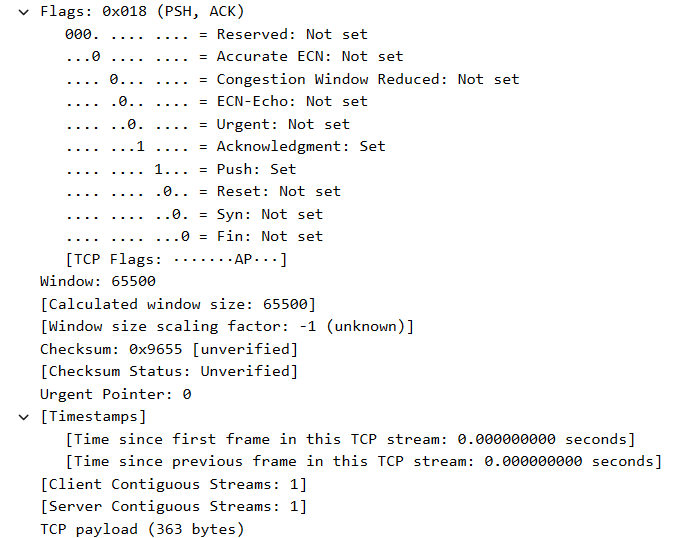 Flags: 0x018 (PSH, ACK)
000. .... .... = Reserved: Not set
...0 .... .... = Accurate ECN: Not set
.... 0... .... = Congestion Window Reduced: Not set
.... .0.. .... = ECN-Echo: Not set
.... ..0. .... = Urgent: Not set
.... ...1 .... = Acknowledgment: Set
.... .... 1... = Push: Set
.... .... .0.. = Reset: Not set
.... .... ..0. = Syn: Not set
.... .... ...0 = Fin: Not set
[TCP Flags: ·······AP···]
Window: 65500
[Calculated window size: 65500]
[Window size scaling factor: -1 (unknown)]
Checksum: 0x9655 [unverified]
[Checksum Status: Unverified]
Urgent Pointer: 0
[Timestamps]
[Time since first frame in this TCP stream: 0.000000000 seconds]
[Time since previous frame in this TCP stream: 0.000000000 seconds]
[Client Contiguous Streams: 1]
[Server Contiguous Streams: 1]
TCP payload (363 bytes)